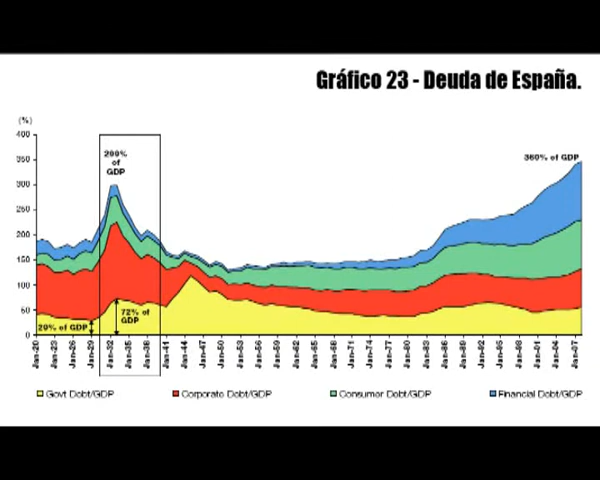 Gráfico 23 - Deuda de España.
(%)
400
350
300
250
200
150
100
50
0
299%
of
GDP
360% of GDP
29% of GDP
72% of
GDP
Jan-20 Jan-23 Jan-26 Jan-29 Jan-32 Jan-35 Jan-38 Jan-41 Jan-44 Jan-47 Jan-50 Jan-53 Jan-56 Jan-59 Jan-62 Jan-65 Jan-68 Jan-71 Jan-74 Jan-77 Jan-80 Jan-83 Jan-86 Jan-89 Jan-92 Jan-95 Jan-98 Jan-01 Jan-04 Jan-07
Govt Debt/GDP Corporate Debt/GDP Consumer Debt/GDP Financial Debt/GDP